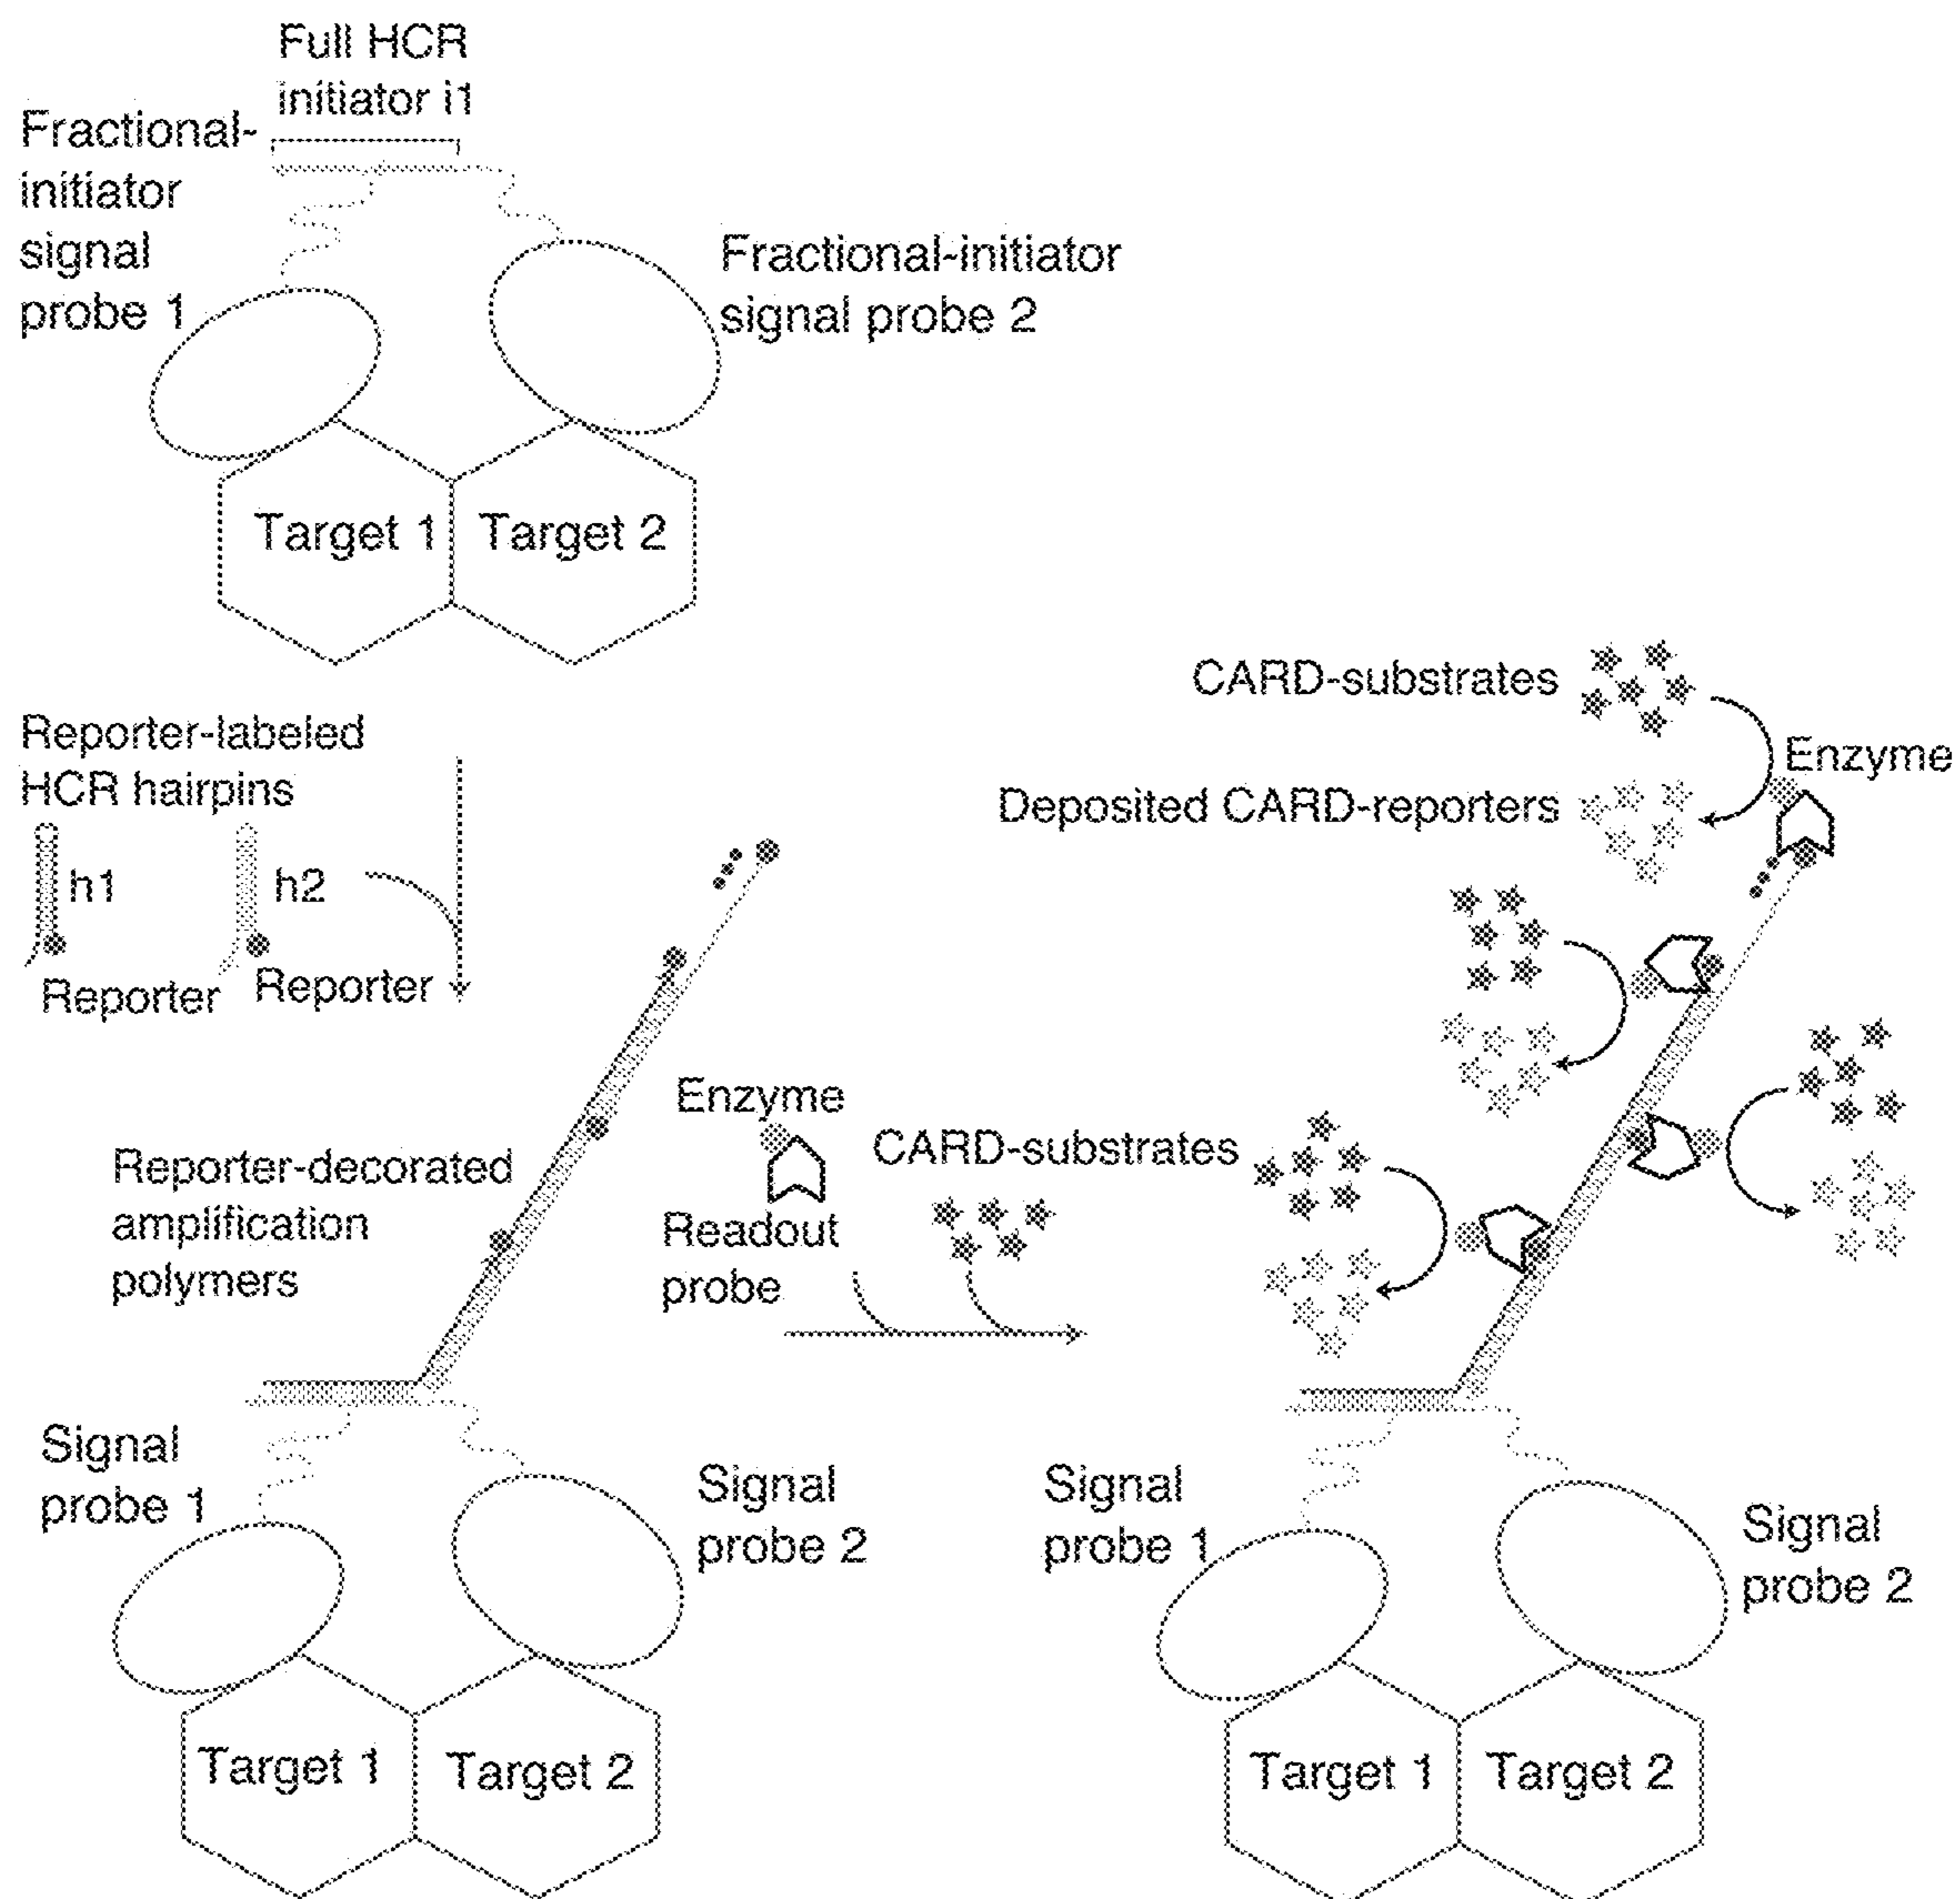 Full HCR
initiator i1
Fractional-
initiator
signal
probe 1
Fractional-initiator
signal probe 2
Target 1
Target 2
Reporter-labeled
HCR hairpins
h1
h2
Reporter
Reporter
CARD-substrates
Enzyme
Deposited CARD-reporters
Reporter-decorated
amplification
polymers
Enzyme
Readout
probe
CARD-substrates
Signal
probe 1
Signal
probe 2
Target 1
Target 2
Signal
probe 1
Signal
probe 2
Target 1
Target 2